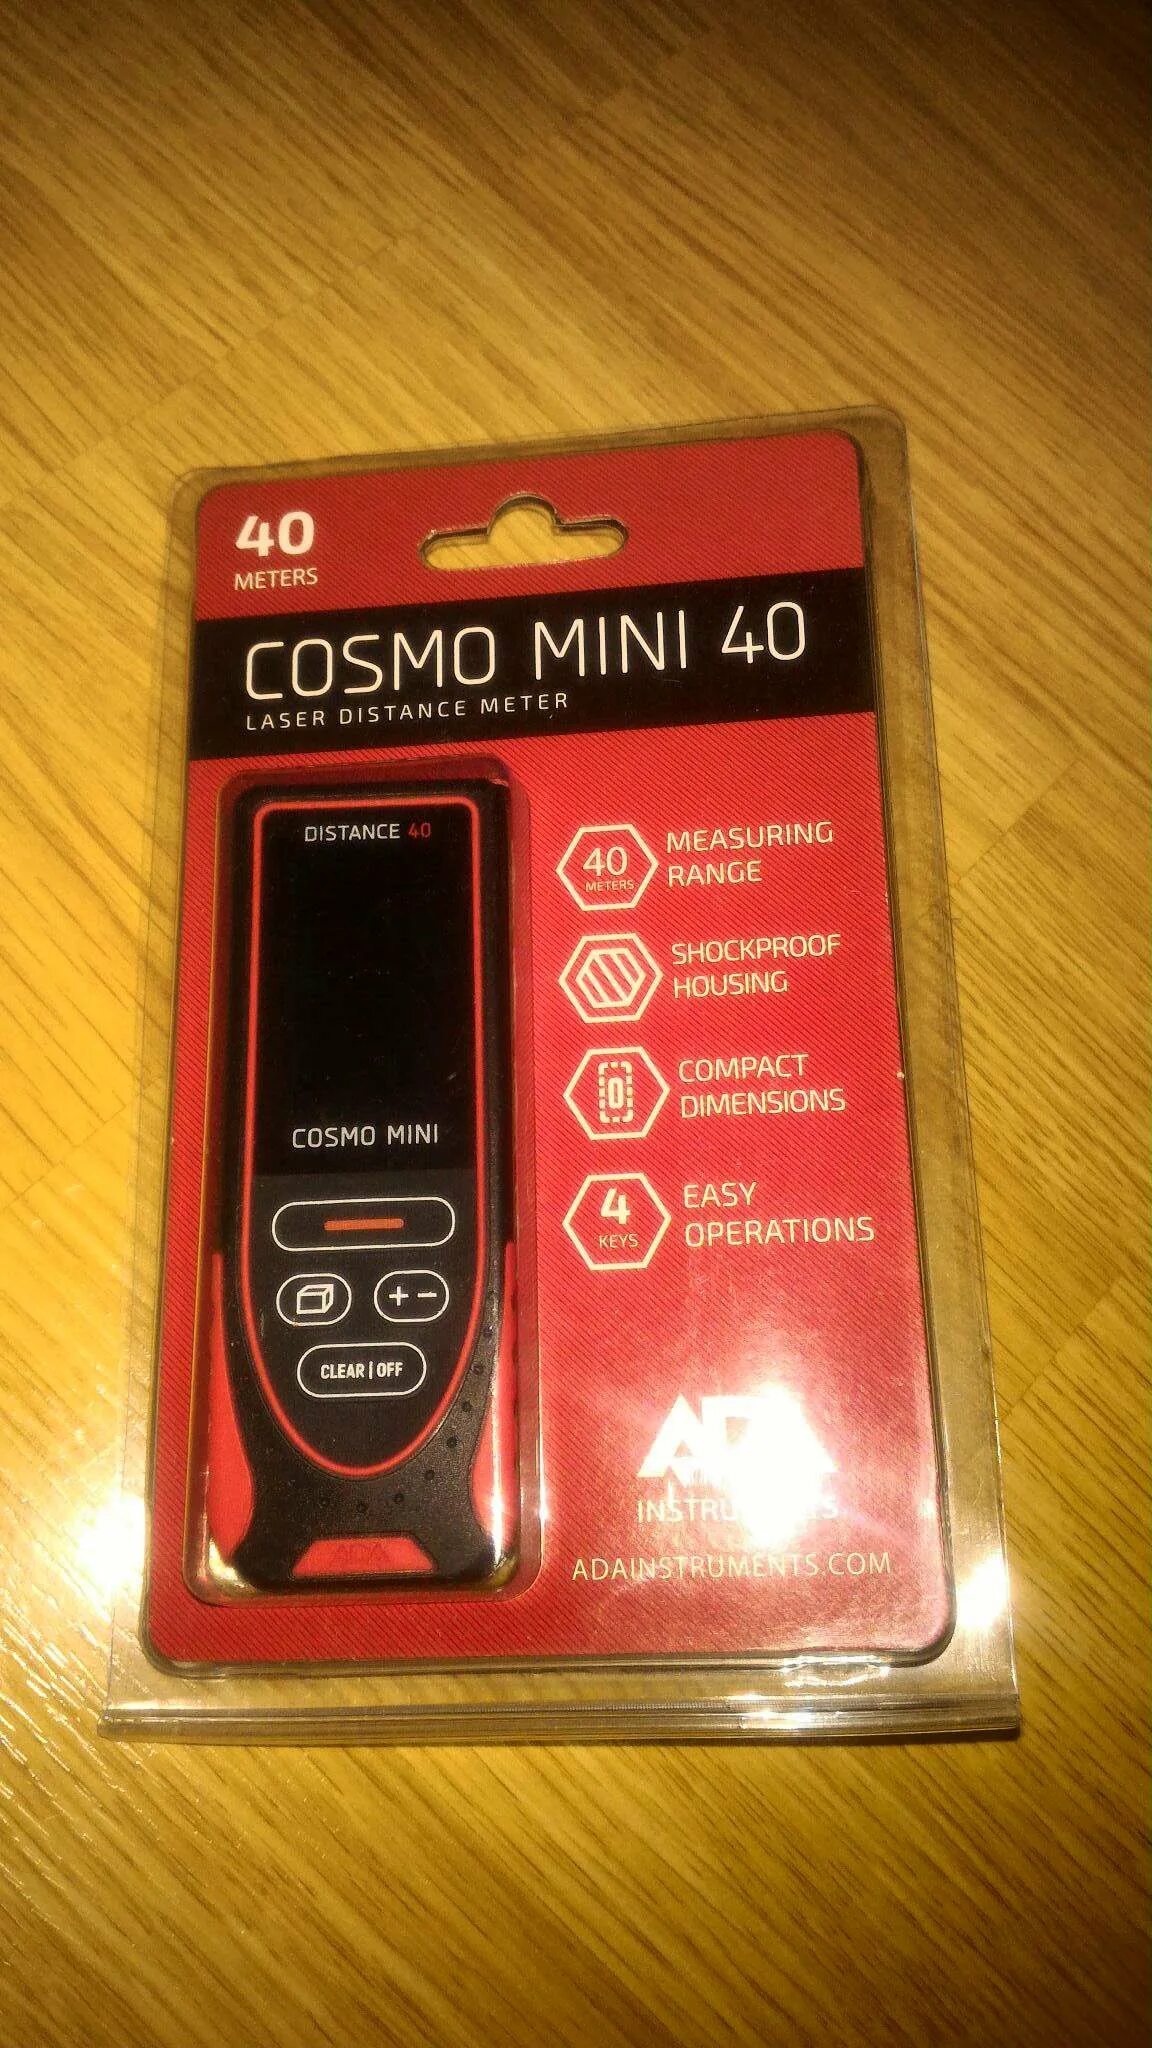 40
METERS
COSMO MINI 40
LASER DISTANCE METER
DISTANCE 40
COSMO MINI
+ −
CLEAR | OFF
40
METERS
MEASURING
RANGE
SHOCKPROOF
HOUSING
COMPACT
DIMENSIONS
4
KEYS
EASY
OPERATIONS
ADA
ADA
ADAINSTRUMENTS.COM